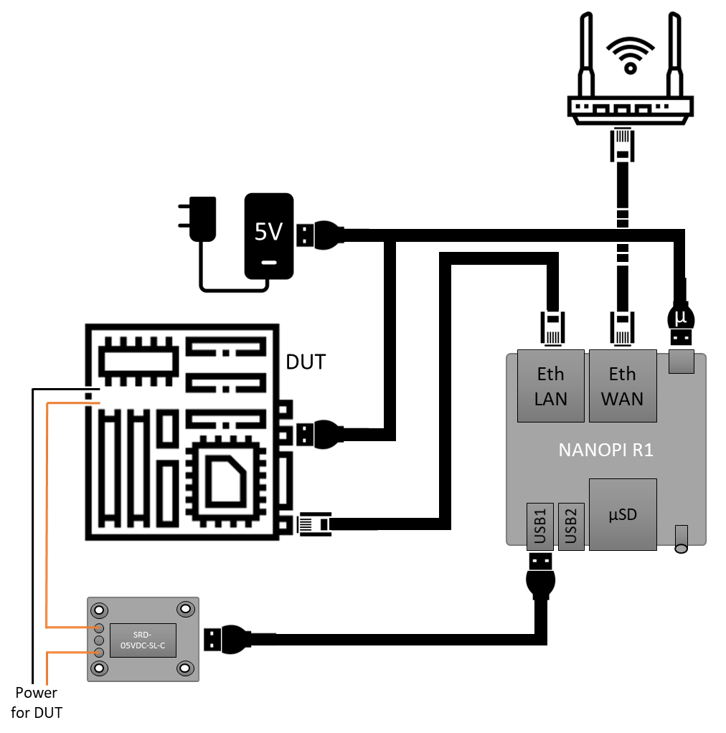 5V
µ
DUT
Eth
LAN
Eth
WAN
NANOPI R1
USB1
USB2
µSD
SRD-
05VDC-SL-C
Power
for DUT